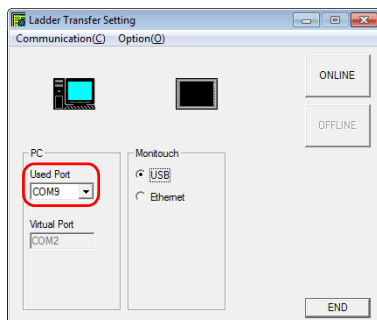 Ladder Transfer Setting
Communication(C) Option(O)
ONLINE
OFFLINE
PC
Used Port
COM9
Virtual Port
COM2
Monitouch
USB
Ethernet
END